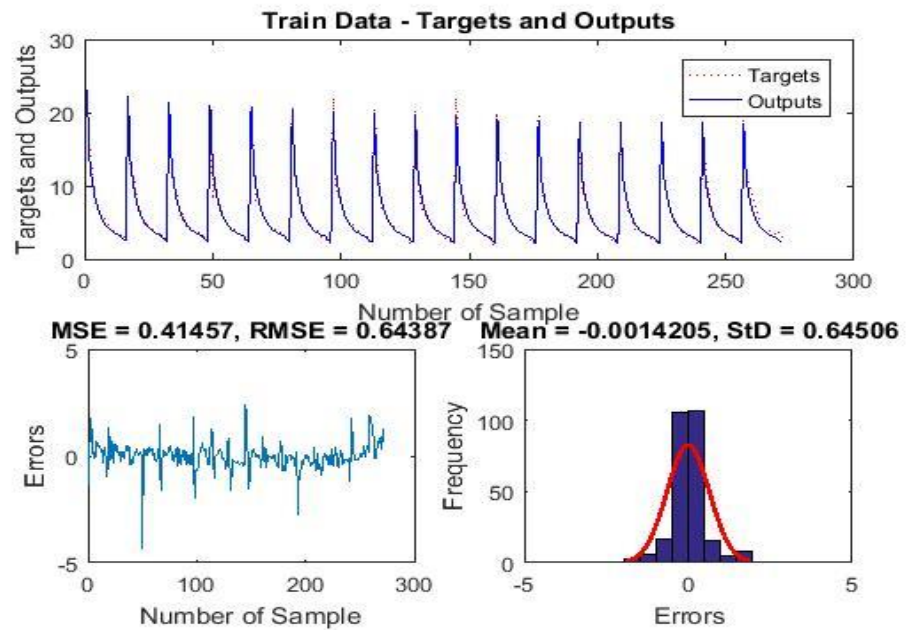 Train Data - Targets and Outputs
Targets and Outputs
30
20
10
0
Targets
Outputs
0 50 100 150 200 250 300
Number of Sample
MSE = 0.41457, RMSE = 0.64387
Errors
5
0
-5
0 100 200 300
Number of Sample
Mean = -0.0014205, StD = 0.64506
Frequency
150
100
50
0
-5 0 5
Errors